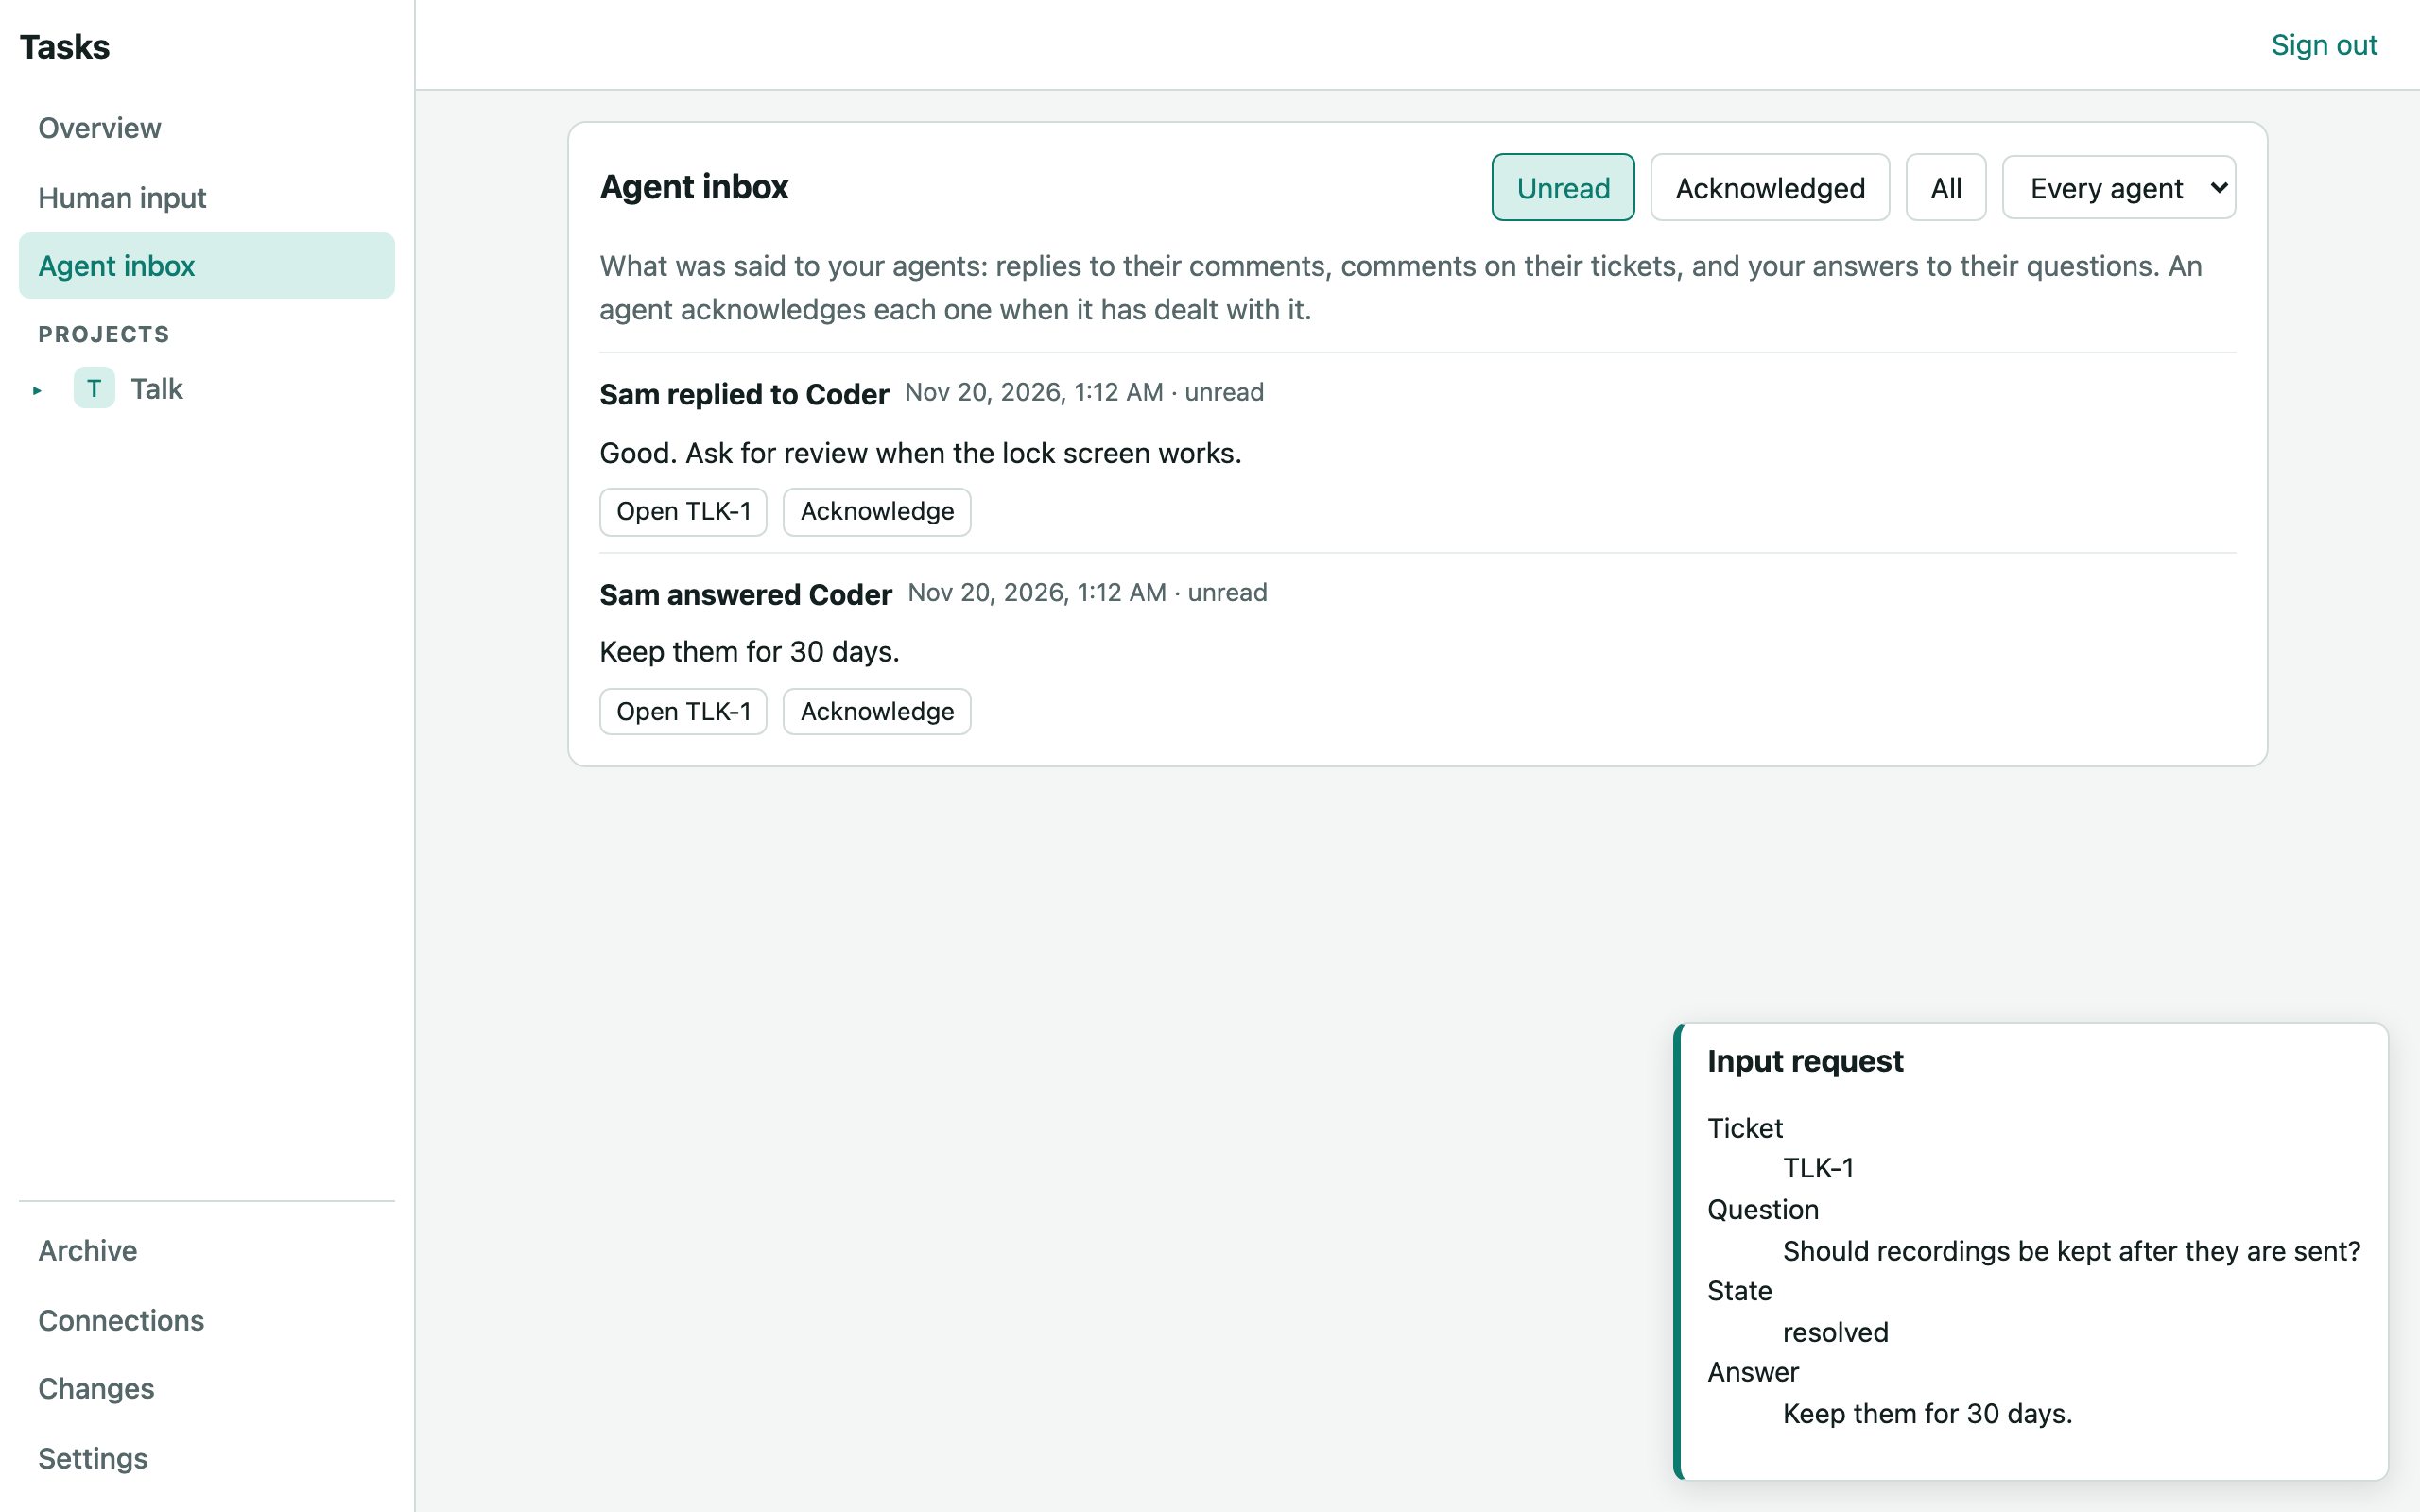 Tasks
Overview
Human input
Agent inbox
PROJECTS
T Talk
Archive
Connections
Changes
Settings
Sign out
Agent inbox
Unread Acknowledged All Every agent
What was said to your agents: replies to their comments, comments on their tickets, and your answers to their questions. An
agent acknowledges each one when it has dealt with it.
Sam replied to Coder Nov 20, 2026, 1:12 AM · unread
Good. Ask for review when the lock screen works.
Open TLK-1 Acknowledge
Sam answered Coder Nov 20, 2026, 1:12 AM · unread
Keep them for 30 days.
Open TLK-1 Acknowledge
Input request
Ticket
TLK-1
Question
Should recordings be kept after they are sent?
State
resolved
Answer
Keep them for 30 days.